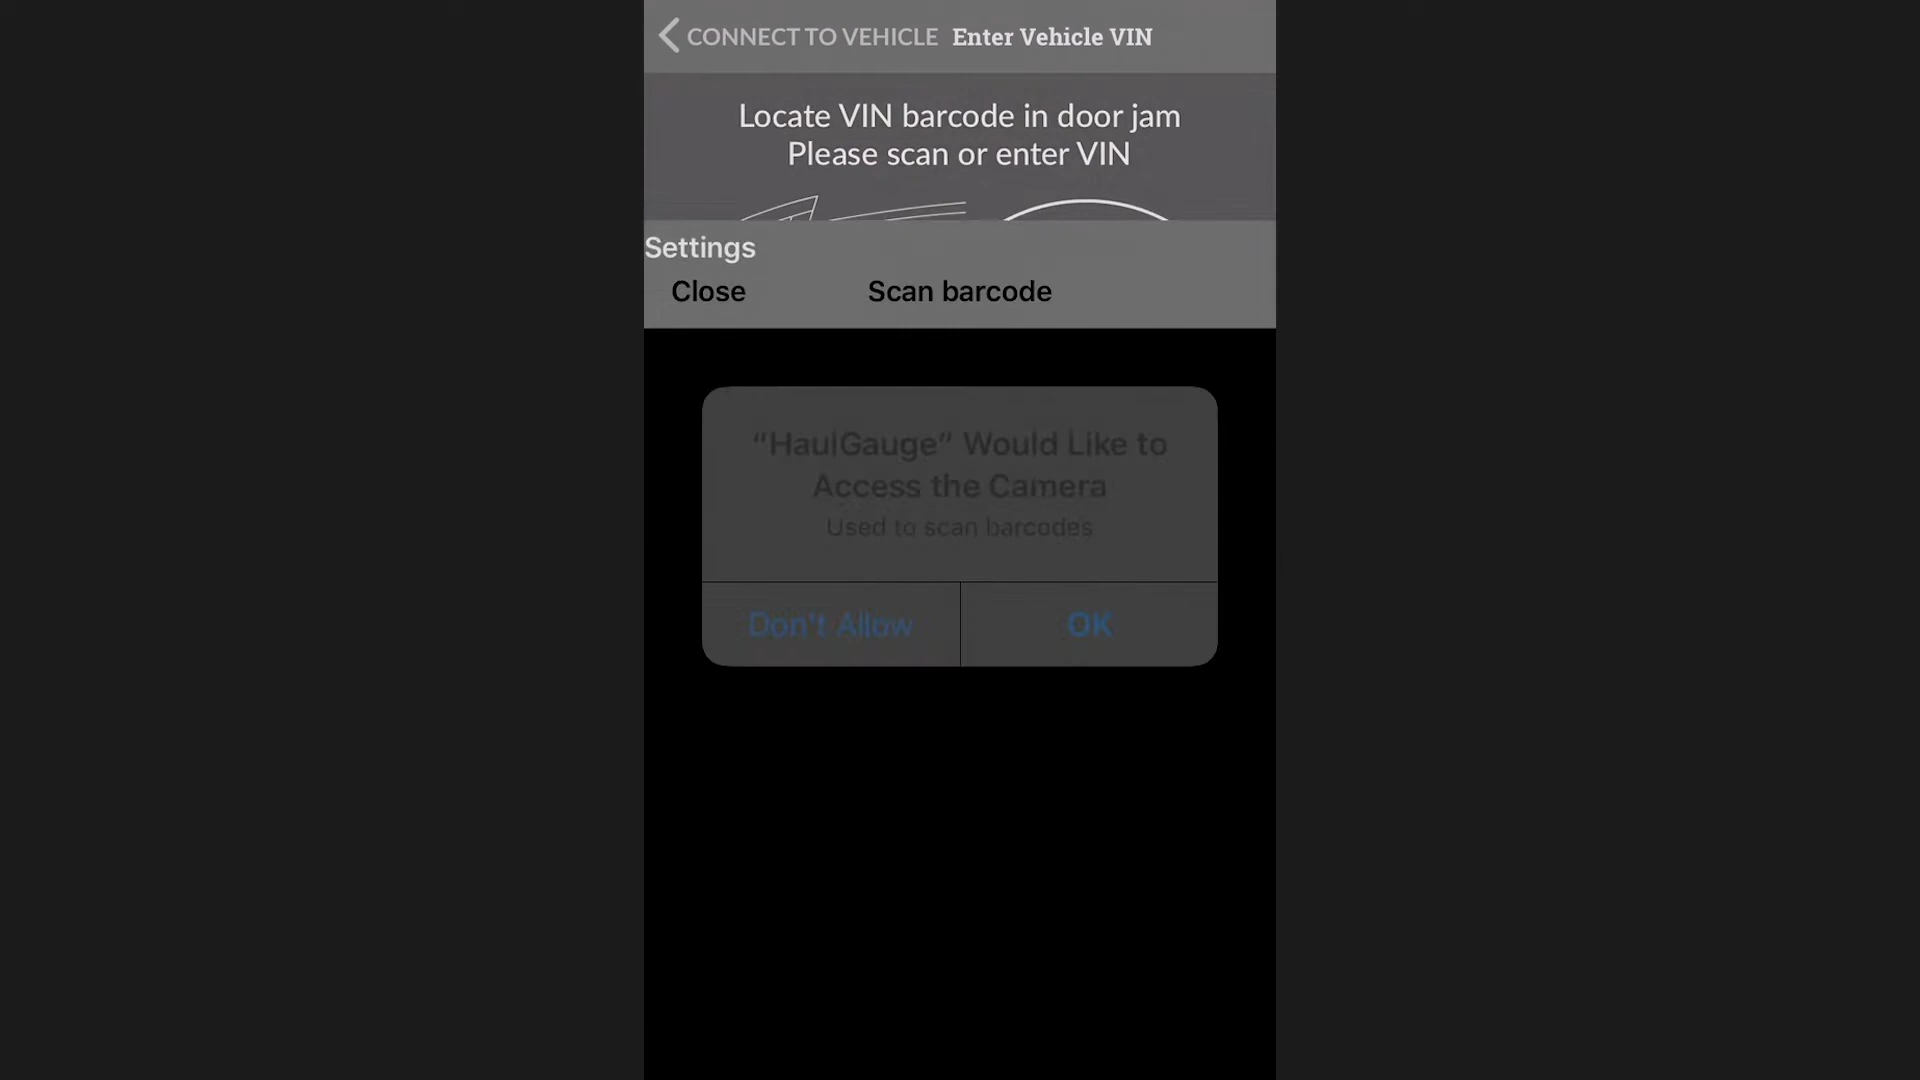 CONNECT TO VEHICLE Enter Vehicle VIN
Locate VIN barcode in door jam
Please scan or enter VIN
Settings
Close Scan barcode
“HaulGauge” Would Like to
Access the Camera
Used to scan barcodes
Don't Allow OK